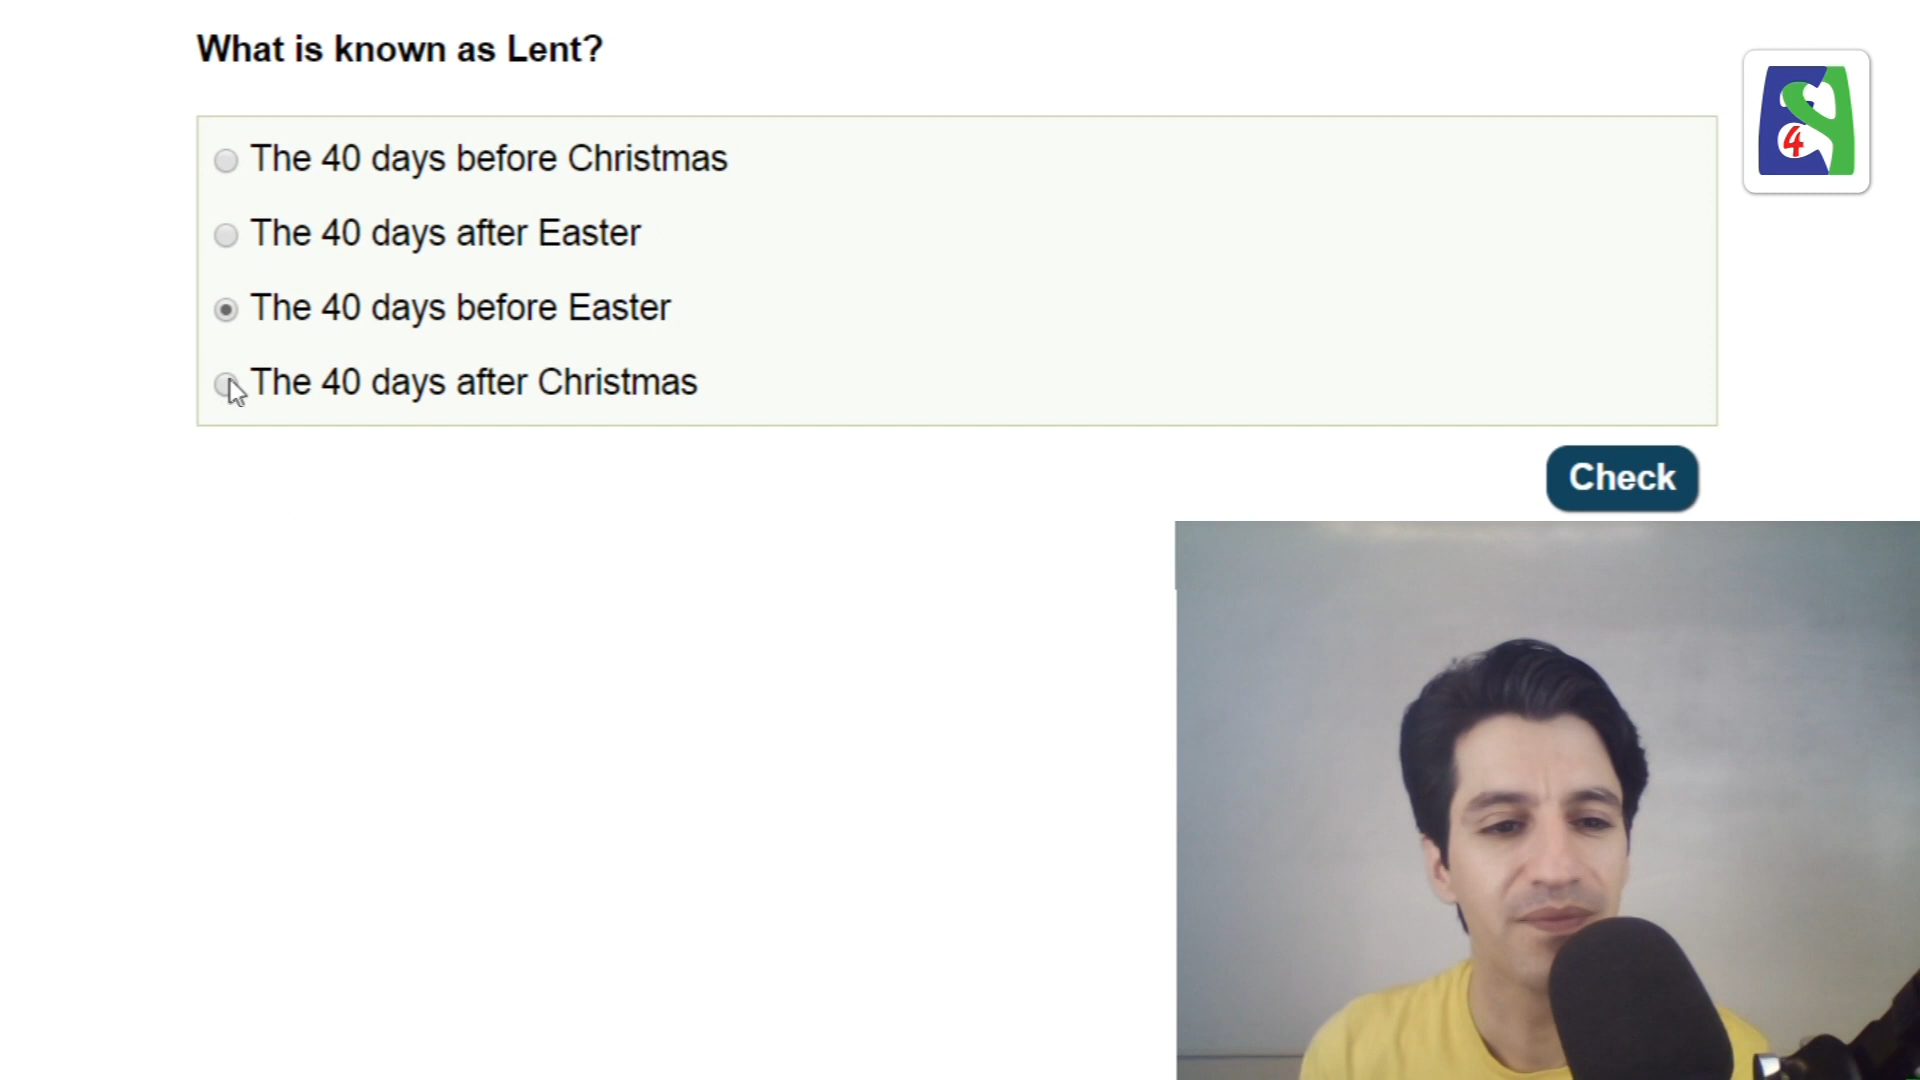 What is known as Lent?
The 40 days before Christmas
The 40 days after Easter
The 40 days before Easter
The 40 days after Christmas
Check
4